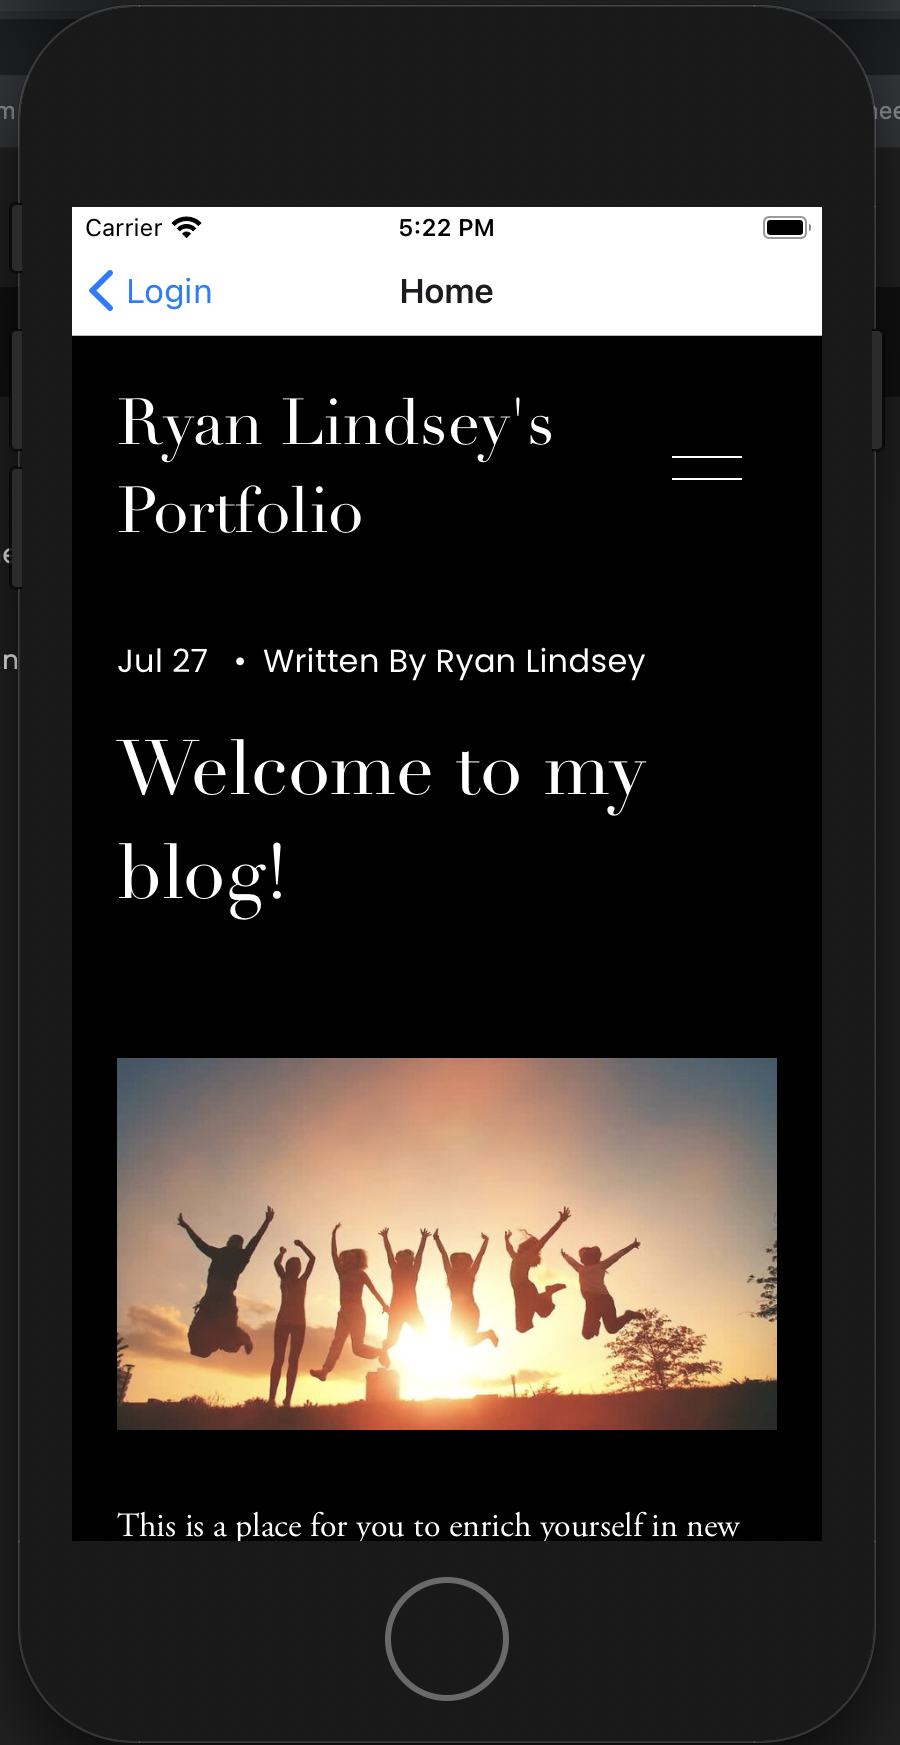 Carrier 5:22 PM
Login Home
Ryan Lindsey's
Portfolio
Jul 27 • Written By Ryan Lindsey
Welcome to my
blog!
This is a place for you to enrich yourself in new